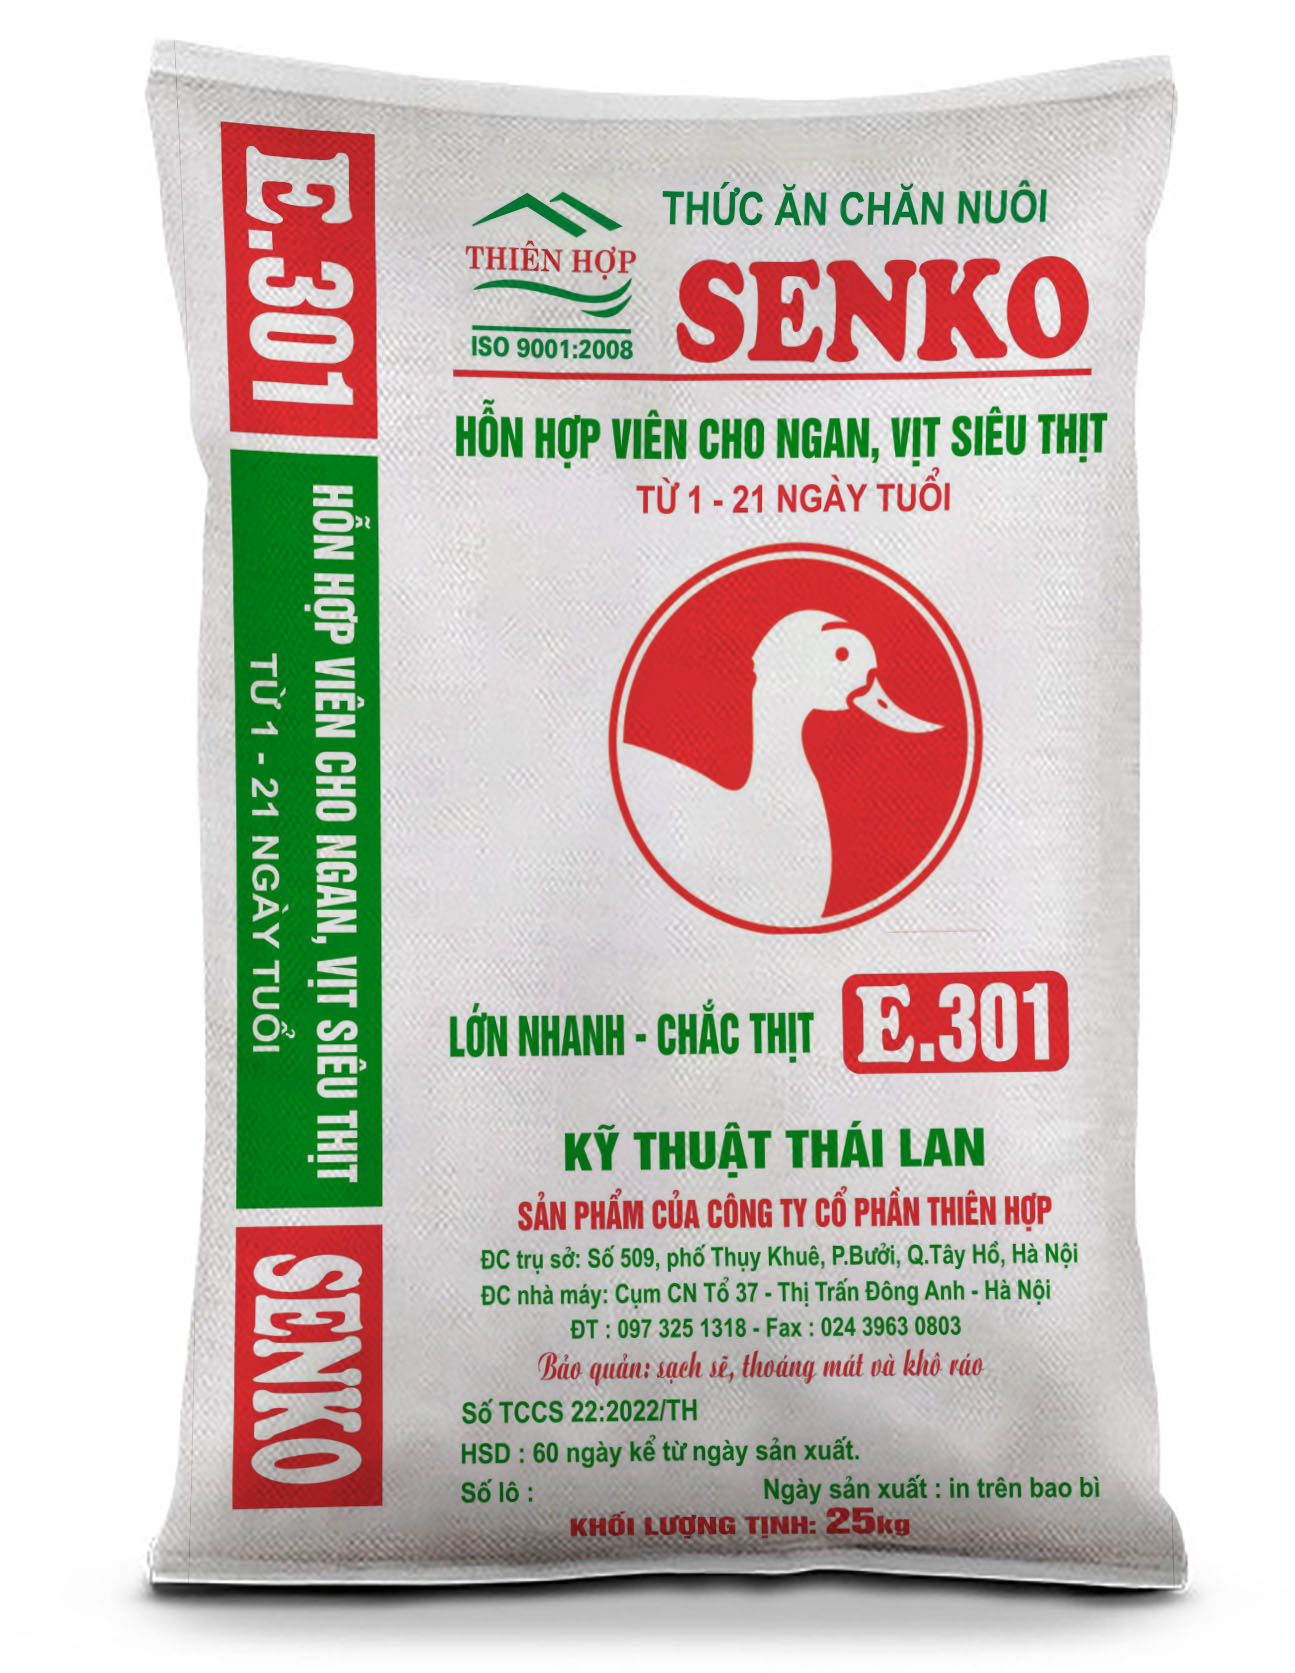 E.301
HỖN HỢP VIÊN CHO NGAN, VỊT SIÊU THỊT
TỪ 1 - 21 NGÀY TUỔI
SENKO
THIÊN HỢP
ISO 9001:2008
THỨC ĂN CHĂN NUÔI
SENKO
HỖN HỢP VIÊN CHO NGAN, VỊT SIÊU THỊT
TỪ 1 - 21 NGÀY TUỔI
LỚN NHANH - CHẮC THỊT
E.301
KỸ THUẬT THÁI LAN
SẢN PHẨM CỦA CÔNG TY CỔ PHẦN THIÊN HỢP
ĐC trụ sở: Số 509, phố Thụy Khuê, P.Bưởi, Q.Tây Hồ, Hà Nội
ĐC nhà máy: Cụm CN Tổ 37 - Thị Trấn Đông Anh - Hà Nội
ĐT : 097 325 1318 - Fax : 024 3963 0803
Bảo quản: sạch sẽ, thoáng mát và khô ráo
Số TCCS 22:2022/TH
HSD : 60 ngày kể từ ngày sản xuất.
Số lô : Ngày sản xuất : in trên bao bì
KHỐI LƯỢNG TỊNH: 25kg